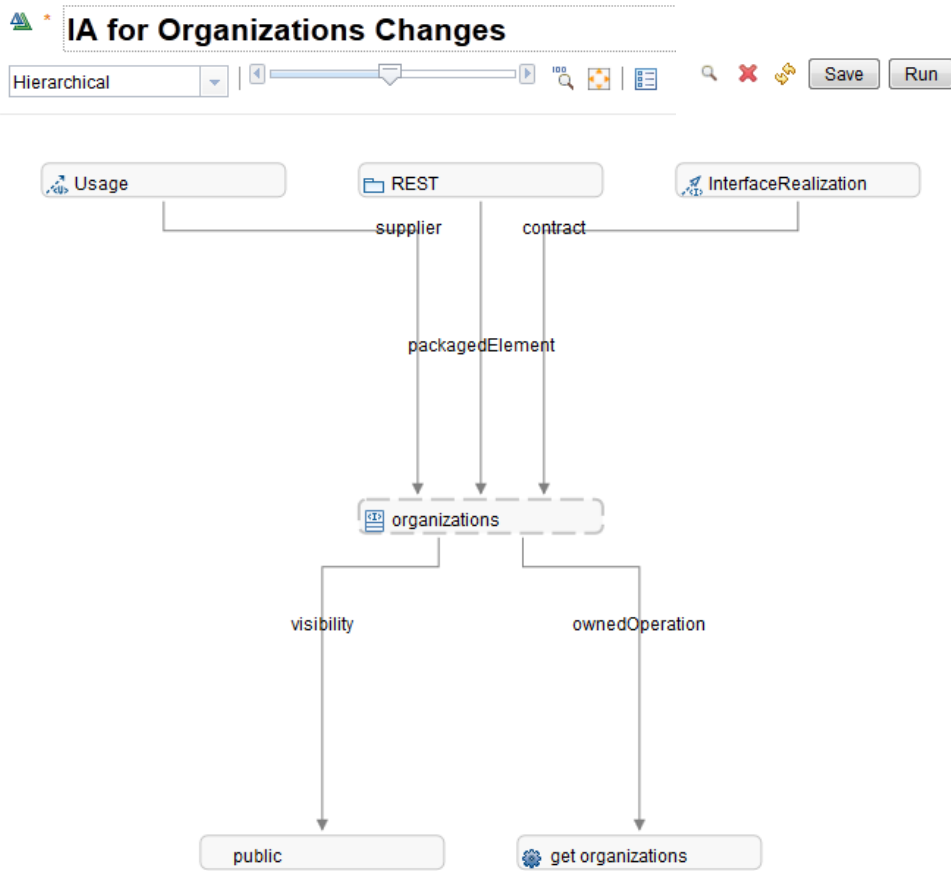 * IA for Organizations Changes
Hierarchical
100
Save
Run
Usage
REST
InterfaceRealization
supplier
contract
packagedElement
organizations
visibility
ownedOperation
public
get organizations